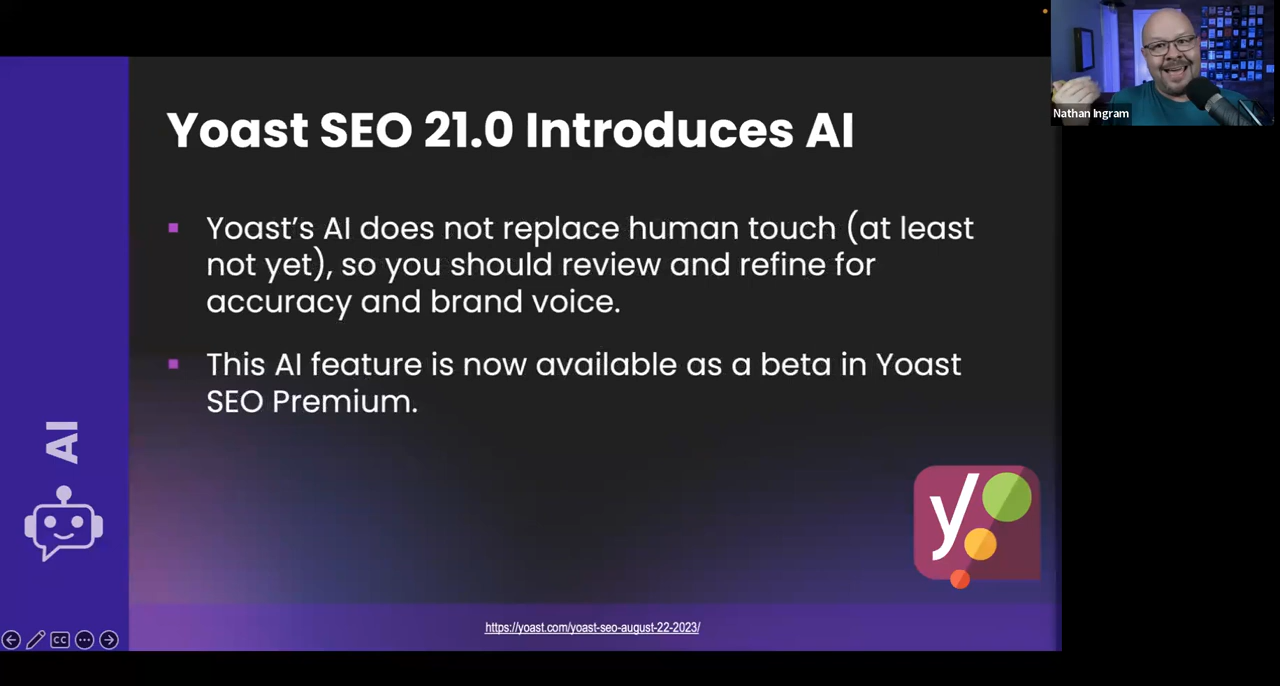 Yoast SEO 21.0 Introduces AI
Nathan Ingram
Yoast’s AI does not replace human touch (at least
not yet), so you should review and refine for
accuracy and brand voice.
This AI feature is now available as a beta in Yoast
SEO Premium.
AI
y
https://yoast.com/yoast-seo-august-22-2023/
CC